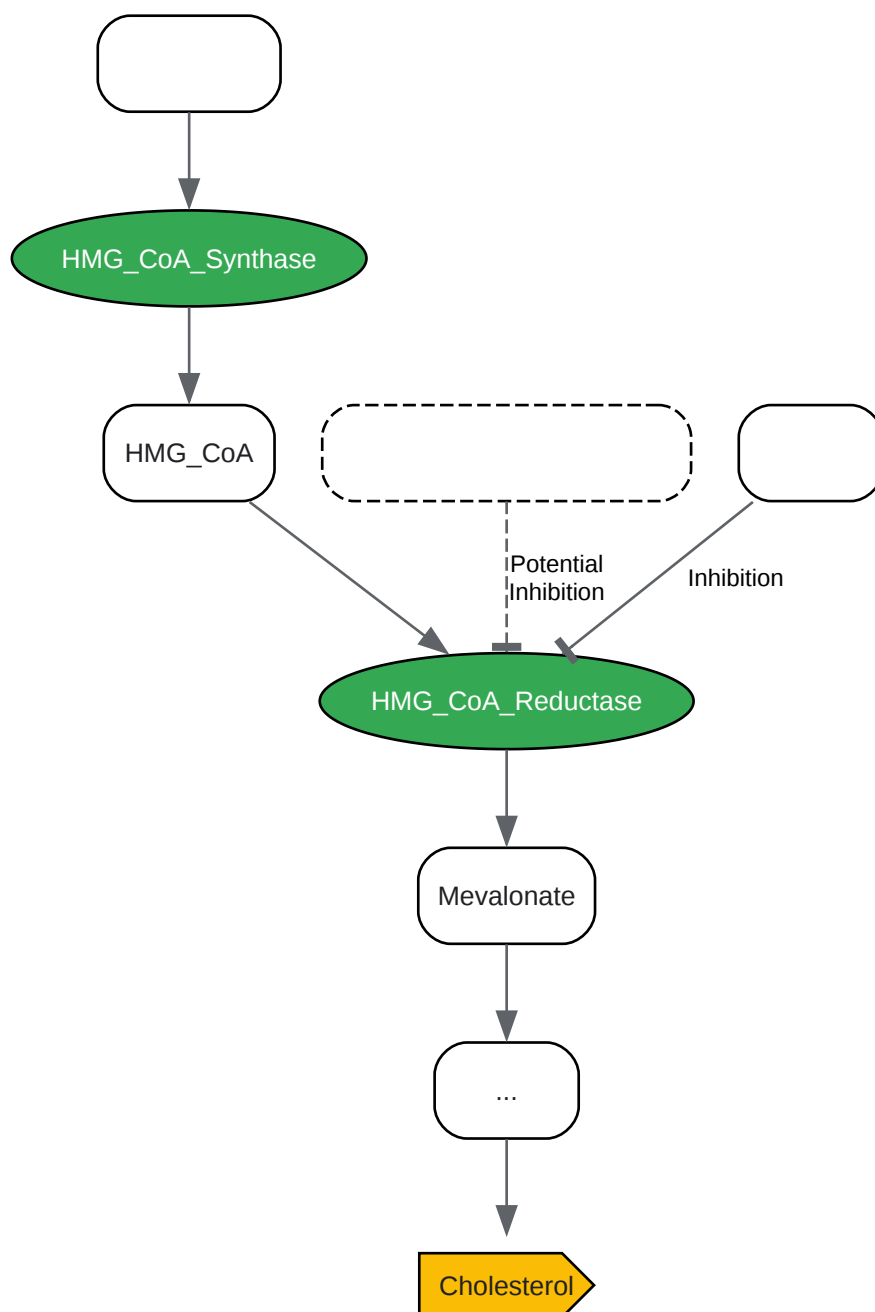 HMG_CoA_Synthase
HMG_CoA
Potential
Inhibition
Inhibition
HMG_CoA_Reductase
Mevalonate
...
Cholesterol